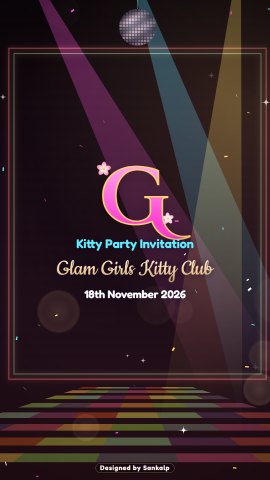 G
Kitty Party Invitation
Glam Girls Kitty Club
18th November 2026
Designed by Sankalp